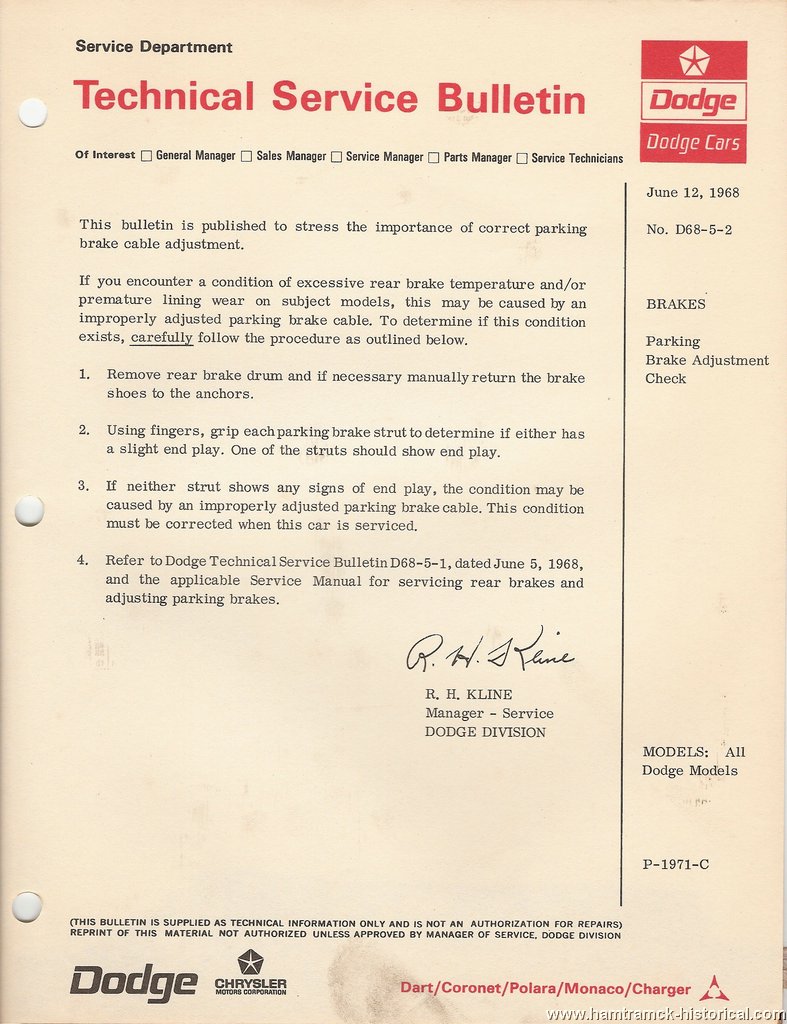 Service Department
Technical Service Bulletin
Of Interest General Manager Sales Manager Service Manager Parts Manager Service Technicians
Dodge
Dodge Cars
June 12, 1968
No. D68-5-2
BRAKES
Parking
Brake Adjustment
Check
This bulletin is published to stress the importance of correct parking
brake cable adjustment.
If you encounter a condition of excessive rear brake temperature and/or
premature lining wear on subject models, this may be caused by an
improperly adjusted parking brake cable. To determine if this condition
exists, carefully follow the procedure as outlined below.
1. Remove rear brake drum and if necessary manually return the brake
shoes to the anchors.
2. Using fingers, grip each parking brake strut to determine if either has
a slight end play. One of the struts should show end play.
3. If neither strut shows any signs of end play, the condition may be
caused by an improperly adjusted parking brake cable. This condition
must be corrected when this car is serviced.
4. Refer to Dodge Technical Service Bulletin D68-5-1, dated June 5, 1968,
and the applicable Service Manual for servicing rear brakes and
adjusting parking brakes.
R. H. Kline
R. H. KLINE
Manager - Service
DODGE DIVISION
MODELS: All
Dodge Models
P-1971-C
(THIS BULLETIN IS SUPPLIED AS TECHNICAL INFORMATION ONLY AND IS NOT AN AUTHORIZATION FOR REPAIRS)
REPRINT OF THIS MATERIAL NOT AUTHORIZED UNLESS APPROVED BY MANAGER OF SERVICE, DODGE DIVISION
Dodge
CHRYSLER
MOTORS CORPORATION
Dart/Coronet/Polara/Monaco/Charger
www.hamtramck-historical.com